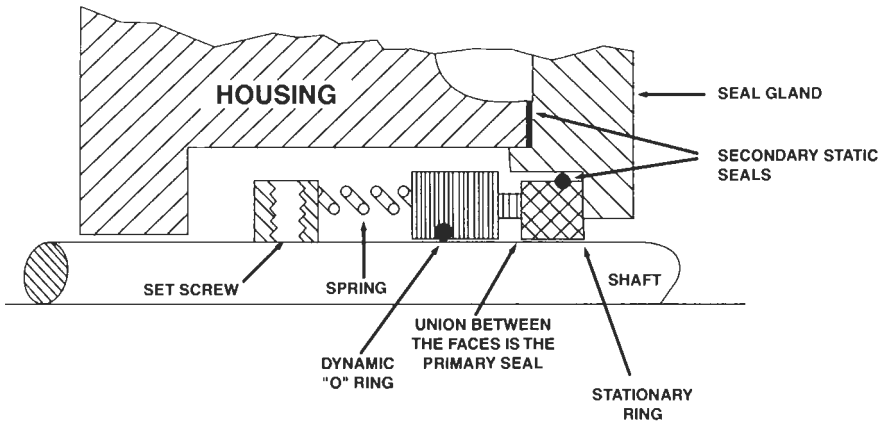 HOUSING
SEAL GLAND
SECONDARY STATIC
SEALS
SET SCREW
SPRING
SHAFT
DYNAMIC
"O" RING
UNION BETWEEN
THE FACES IS THE
PRIMARY SEAL
STATIONARY
RING